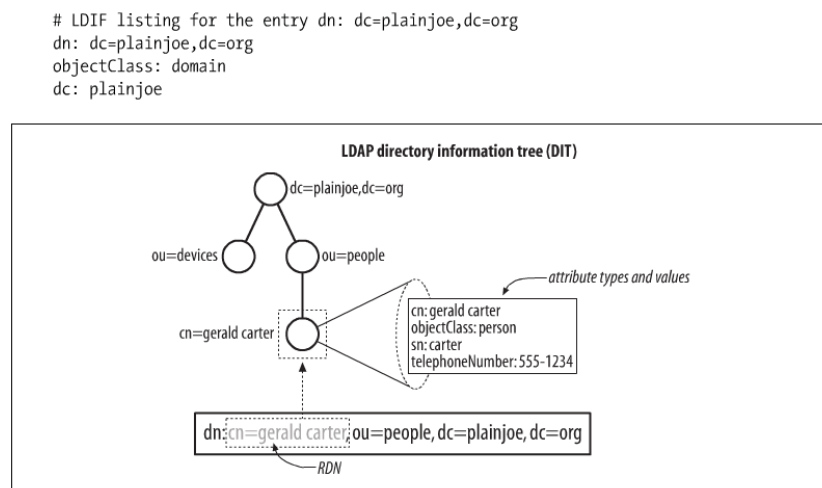 # LDIF listing for the entry dn: dc=plainjoe,dc=org
dn: dc=plainjoe,dc=org
objectClass: domain
dc: plainjoe
LDAP directory information tree (DIT)
dc=plainjoe,dc=org
ou=devices
ou=people
attribute types and values
cn=gerald carter
cn: gerald carter
objectClass: person
sn: carter
telephoneNumber: 555-1234
dn: cn=gerald carter, ou=people, dc=plainjoe, dc=org
RDN